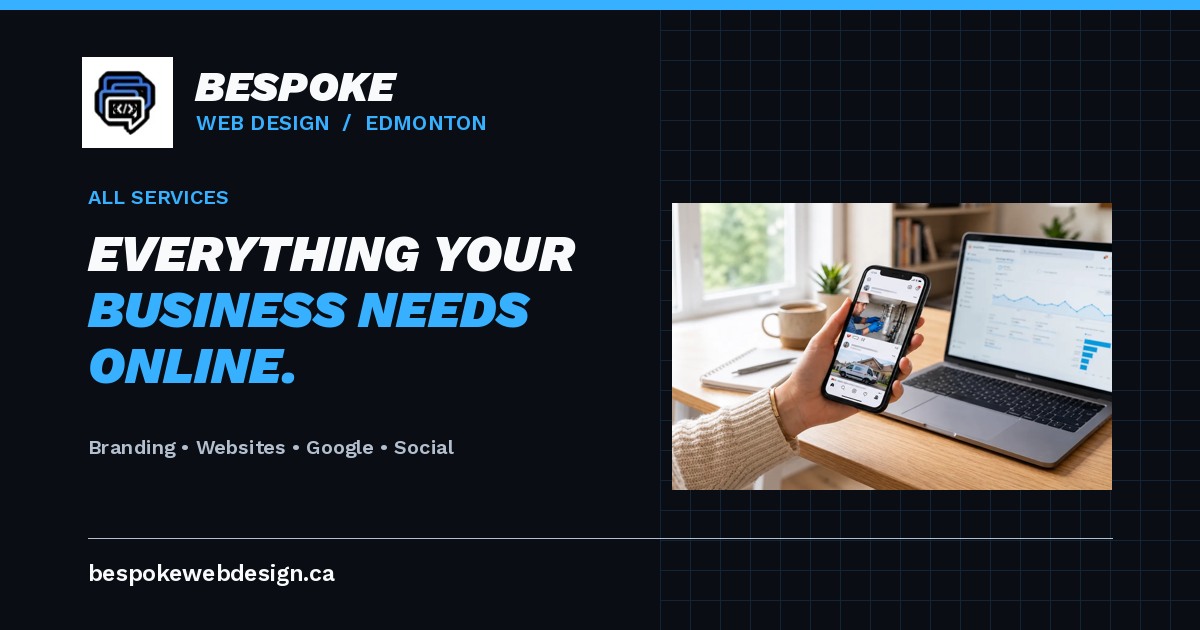 </>
BESPOKE
WEB DESIGN / EDMONTON
ALL SERVICES
EVERYTHING YOUR
BUSINESS NEEDS
ONLINE.
Branding • Websites • Google • Social
bespokewebdesign.ca